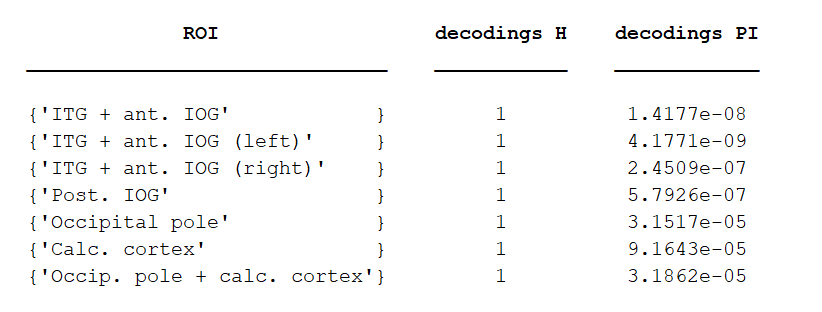 ROI decodings H decodings PI
{'ITG + ant. IOG' } 1 1.4177e-08
{'ITG + ant. IOG (left)' } 1 4.1771e-09
{'ITG + ant. IOG (right)' } 1 2.4509e-07
{'Post. IOG' } 1 5.7926e-07
{'Occipital pole' } 1 3.1517e-05
{'Calc. cortex' } 1 9.1643e-05
{'Occip. pole + calc. cortex'} 1 3.1862e-05